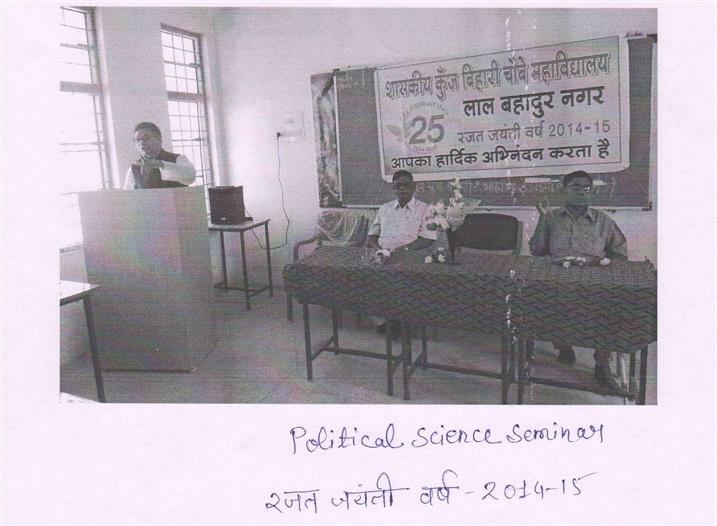 शासकीय कुँज बिहारी चौबे महाविद्यालय
लाल बहादुर नगर
CELEBRATING
25
रजत जयंती वर्ष 2014-15
आपका हार्दिक अभिनंदन करता है
Political Science Seminar
रजत जयंती वर्ष - 2014-15